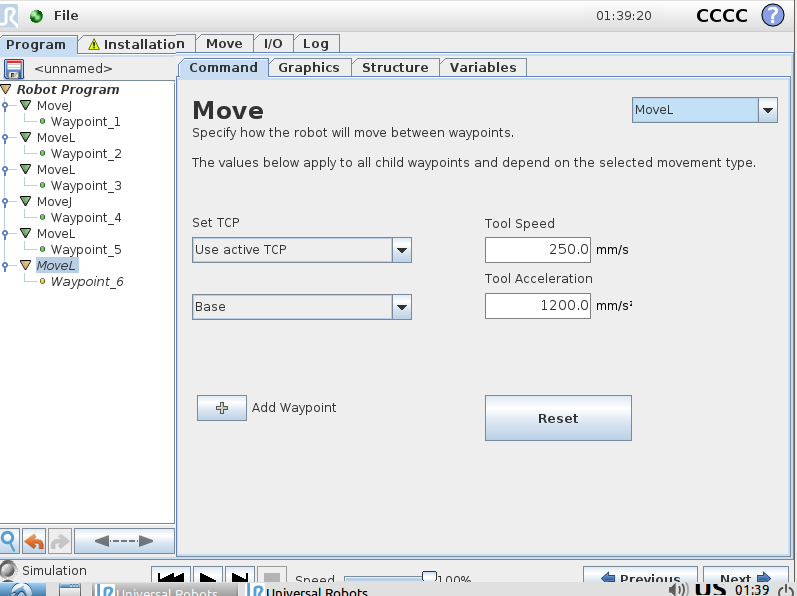 File
01:39:20 CCCC ?
Program Installation Move I/O Log
<unnamed>
Command Graphics Structure Variables
Robot Program
MoveJ
Waypoint_1
MoveL
Waypoint_2
MoveL
Waypoint_3
MoveJ
Waypoint_4
MoveL
Waypoint_5
MoveL
Waypoint_6
Move
MoveL
Specify how the robot will move between waypoints.
The values below apply to all child waypoints and depend on the selected movement type.
Set TCP
Tool Speed
Use active TCP
250.0 mm/s
Tool Acceleration
Base
1200.0 mm/s²
Add Waypoint
Reset
Simulation
Speed 100%
Previous Next
Universal Robots Universal Robots US 01:39